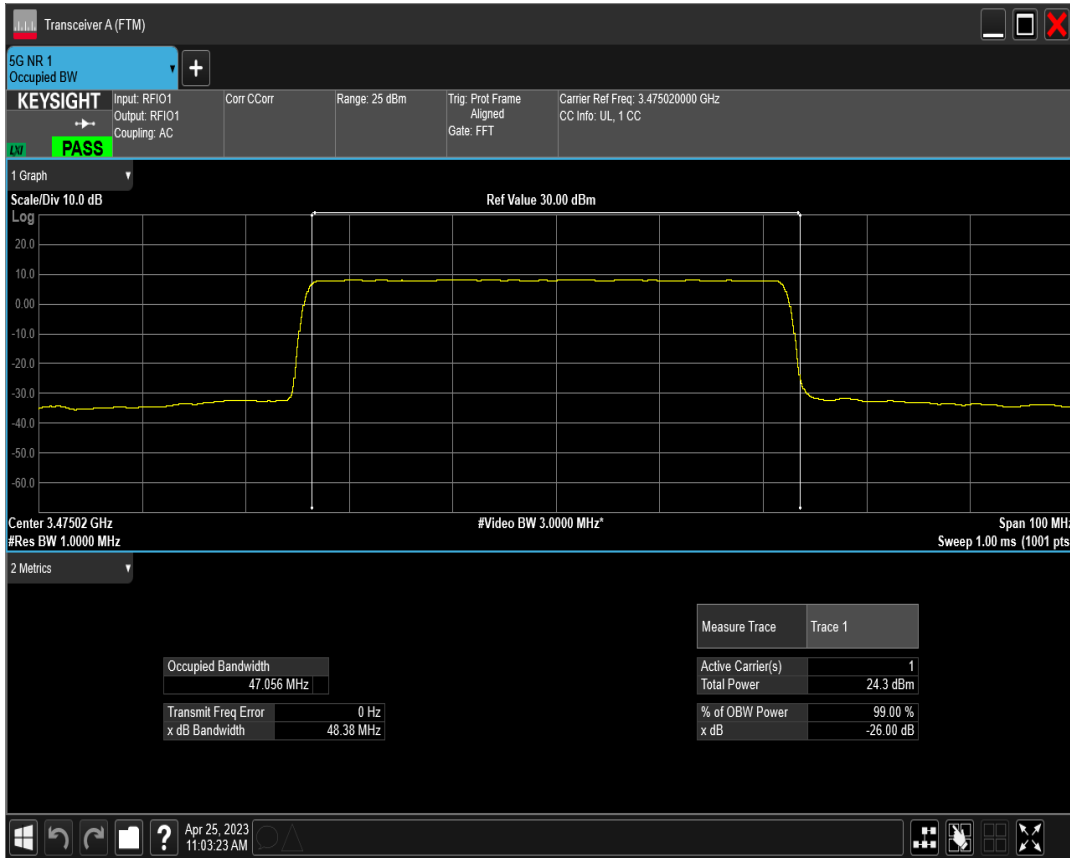 Transceiver A (FTM)
5G NR 1
Occupied BW
+
KEYSIGHT
LXI PASS
Input: RFIO1
Output: RFIO1
Coupling: AC
Corr CCorr
Range: 25 dBm
Trig: Prot Frame
Aligned
Gate: FFT
Carrier Ref Freq: 3.475020000 GHz
CC Info: UL, 1 CC
1 Graph
Scale/Div 10.0 dB Ref Value 30.00 dBm
Log
20.0
10.0
0.00
-10.0
-20.0
-30.0
-40.0
-50.0
-60.0
Center 3.47502 GHz #Video BW 3.0000 MHz* Span 100 MHz
#Res BW 1.0000 MHz Sweep 1.00 ms (1001 pts
2 Metrics
Measure Trace Trace 1
Occupied Bandwidth
47.056 MHz
Transmit Freq Error 0 Hz
x dB Bandwidth 48.38 MHz
Active Carrier(s) 1
Total Power 24.3 dBm
% of OBW Power 99.00 %
x dB -26.00 dB
?
Apr 25, 2023
11:03:23 AM